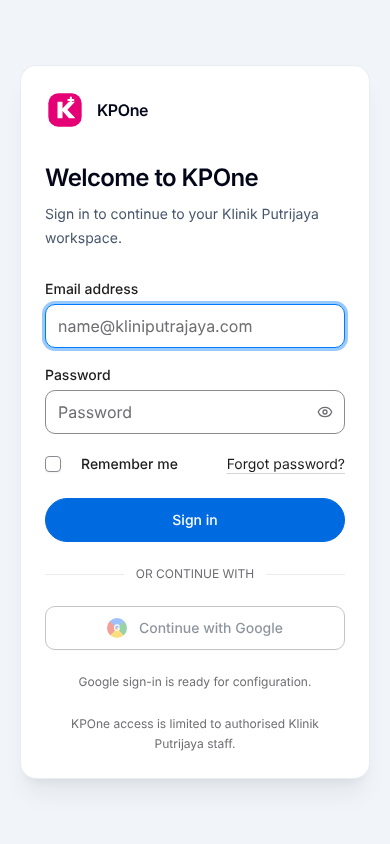 KPOne
Welcome to KPOne
Sign in to continue to your Klinik Putrijaya
workspace.
Email address
name@kliniputrajaya.com
Password
Password
Remember me
Forgot password?
Sign in
OR CONTINUE WITH
G Continue with Google
Google sign-in is ready for configuration.
KPOne access is limited to authorised Klinik
Putrijaya staff.